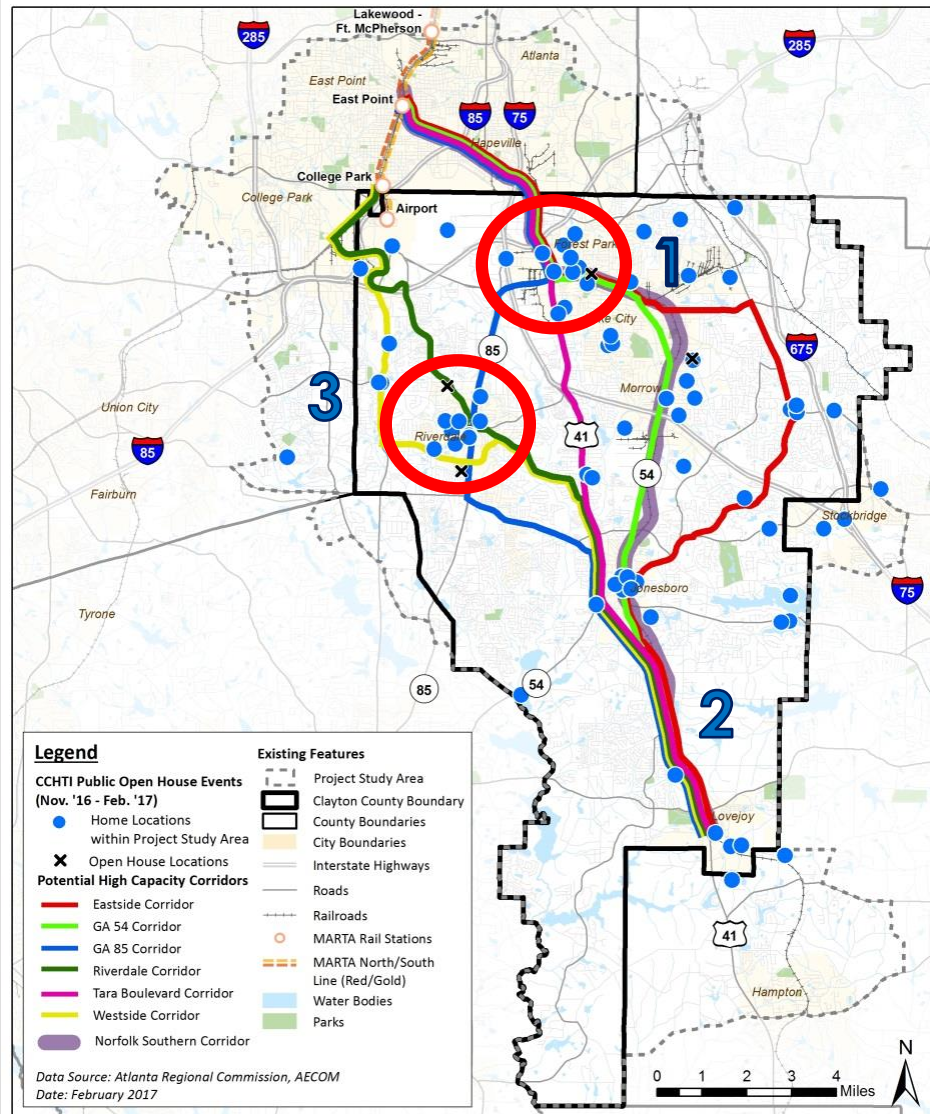 Lakewood -
Ft. McPherson
285
285
Atlanta
East Point
East Point
85
75
Hapeville
College Park
College Park
Airport
Forest Park
1
Lake City
85
675
3
Union City
Morrow
41
Riverdale
85
54
Fairburn
Stockbridge
75
Jonesboro
Tyrone
54
85
2
Lovejoy
41
Hampton
Legend
CCHTI Public Open House Events
(Nov. '16 - Feb. '17)
Home Locations
within Project Study Area
Open House Locations
Potential High Capacity Corridors
Eastside Corridor
GA 54 Corridor
GA 85 Corridor
Riverdale Corridor
Tara Boulevard Corridor
Westside Corridor
Norfolk Southern Corridor
Existing Features
Project Study Area
Clayton County Boundary
County Boundaries
City Boundaries
Interstate Highways
Roads
Railroads
MARTA Rail Stations
MARTA North/South
Line (Red/Gold)
Water Bodies
Parks
Data Source: Atlanta Regional Commission, AECOM
Date: February 2017
N
0 1 2 3 4
Miles